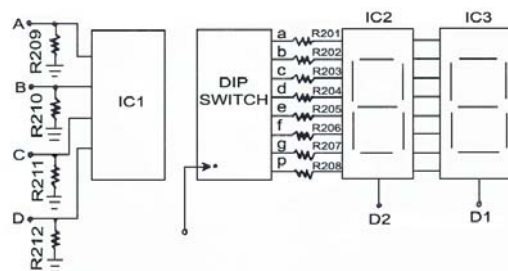 A
R209
B
R210
C
R211
D
R212
IC1
DIP
SWITCH
a R201
b R202
c R203
d R204
e R205
f R206
g R207
p R208
IC2
IC3
D2
D1